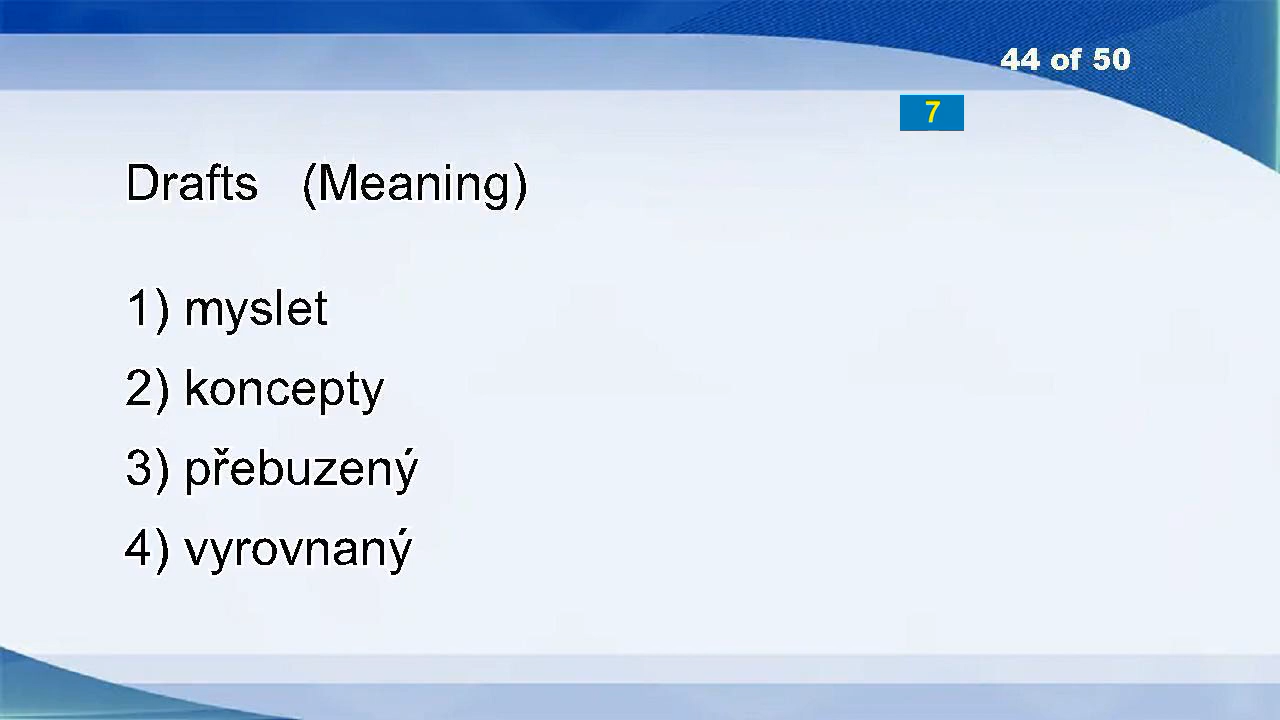 44 of 50
7
Drafts (Meaning)
1) myslet
2) koncepty
3) přebuzený
4) vyrovnaný